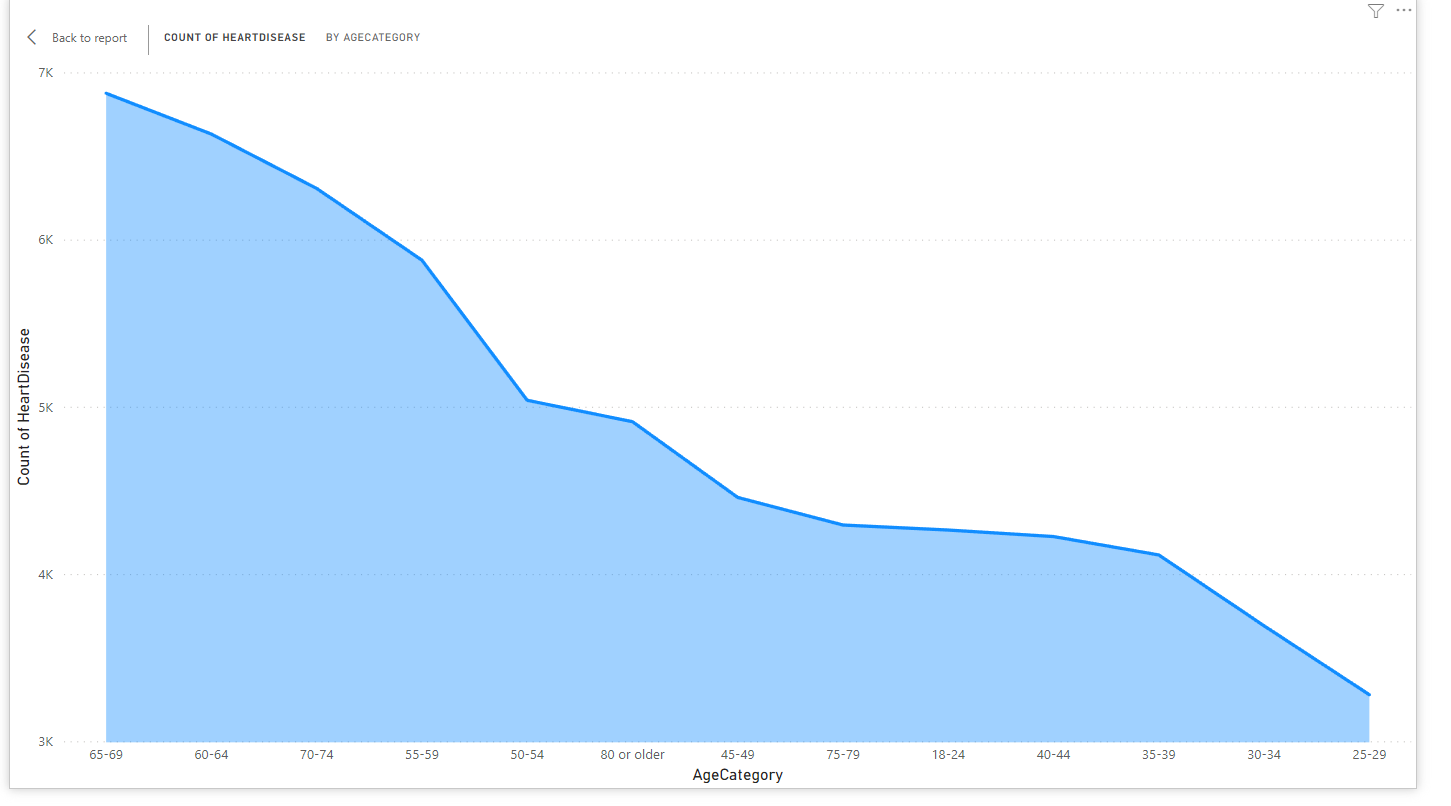 Back to report
COUNT OF HEARTDISEASE BY AGECATEGORY
7K
6K
5K
4K
3K
Count of HeartDisease
65-69 60-64 70-74 55-59 50-54 80 or older 45-49 75-79 18-24 40-44 35-39 30-34 25-29
AgeCategory